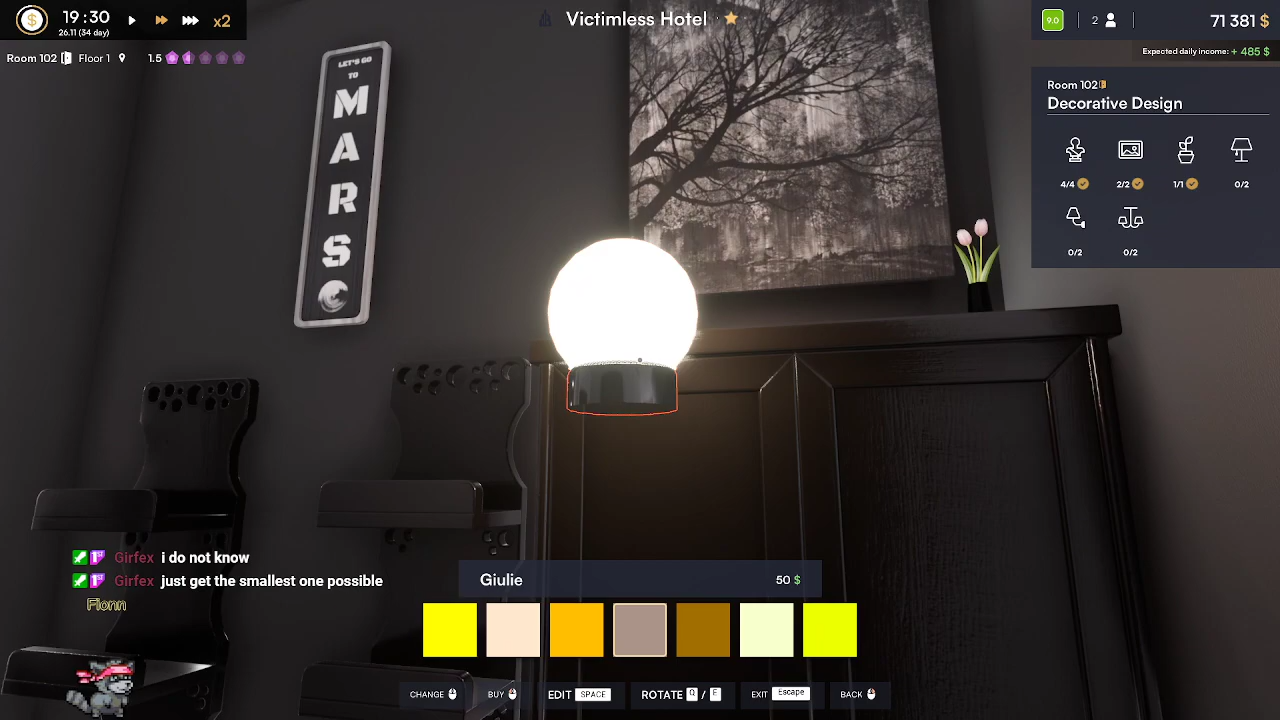 19:30
x2
26.11 (34 day)
Room 102 Floor 1 1.5
Victimless Hotel
9.0 2 71 381 $
Expected daily income: + 485 $
Room 102
Decorative Design
4/4 2/2 1/1 0/2
0/2 0/2
LET'S GO
TO
M
A
R
S
Girfex i do not know
Girfex just get the smallest one possible
Fionn
Giulie 50 $
CHANGE BUY EDIT SPACE ROTATE Q / E EXIT Escape BACK